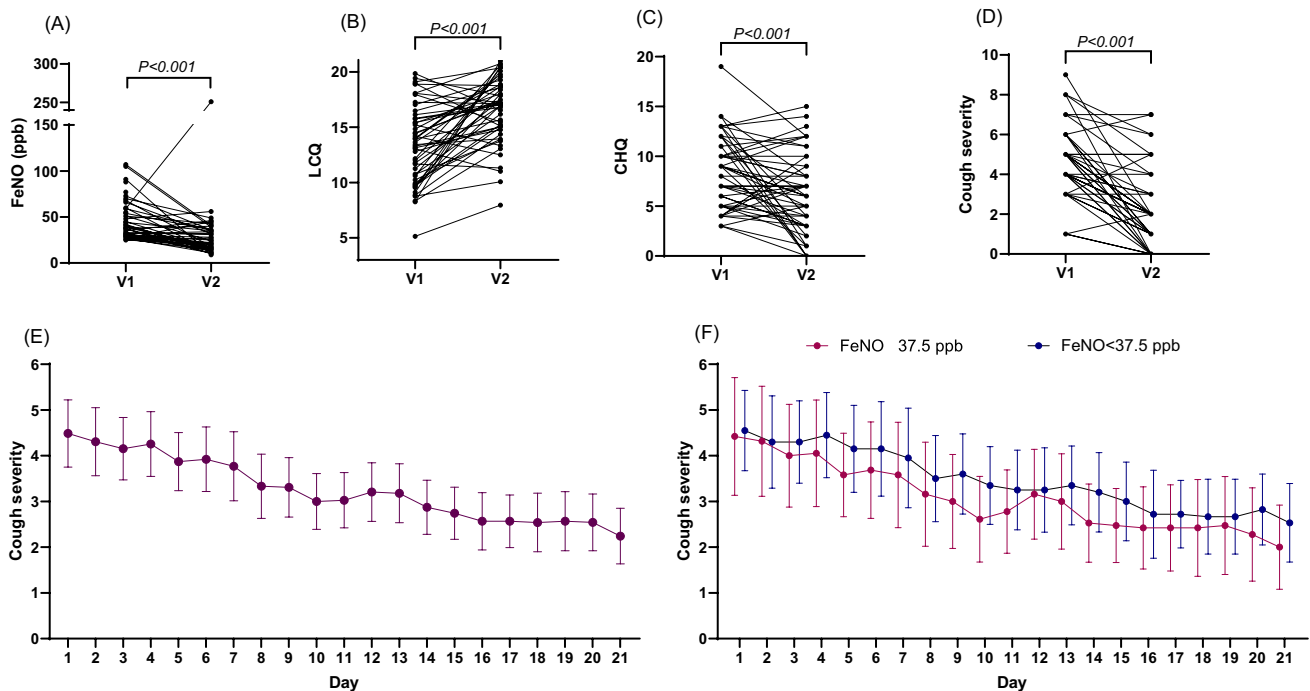 (A)
P<0.001
FeNO (ppb)
300
250
150
100
50
0
V1 V2
(B)
P<0.001
LCQ
20
15
10
5
V1 V2
(C)
P<0.001
CHQ
20
15
10
5
0
V1 V2
(D)
P<0.001
Cough severity
10
8
6
4
2
0
V1 V2
(E)
Cough severity
6
5
4
3
2
1
0
1 2 3 4 5 6 7 8 9 10 11 12 13 14 15 16 17 18 19 20 21
Day
(F)
FeNO 37.5 ppb FeNO<37.5 ppb
Cough severity
6
5
4
3
2
1
0
1 2 3 4 5 6 7 8 9 10 11 12 13 14 15 16 17 18 19 20 21
Day